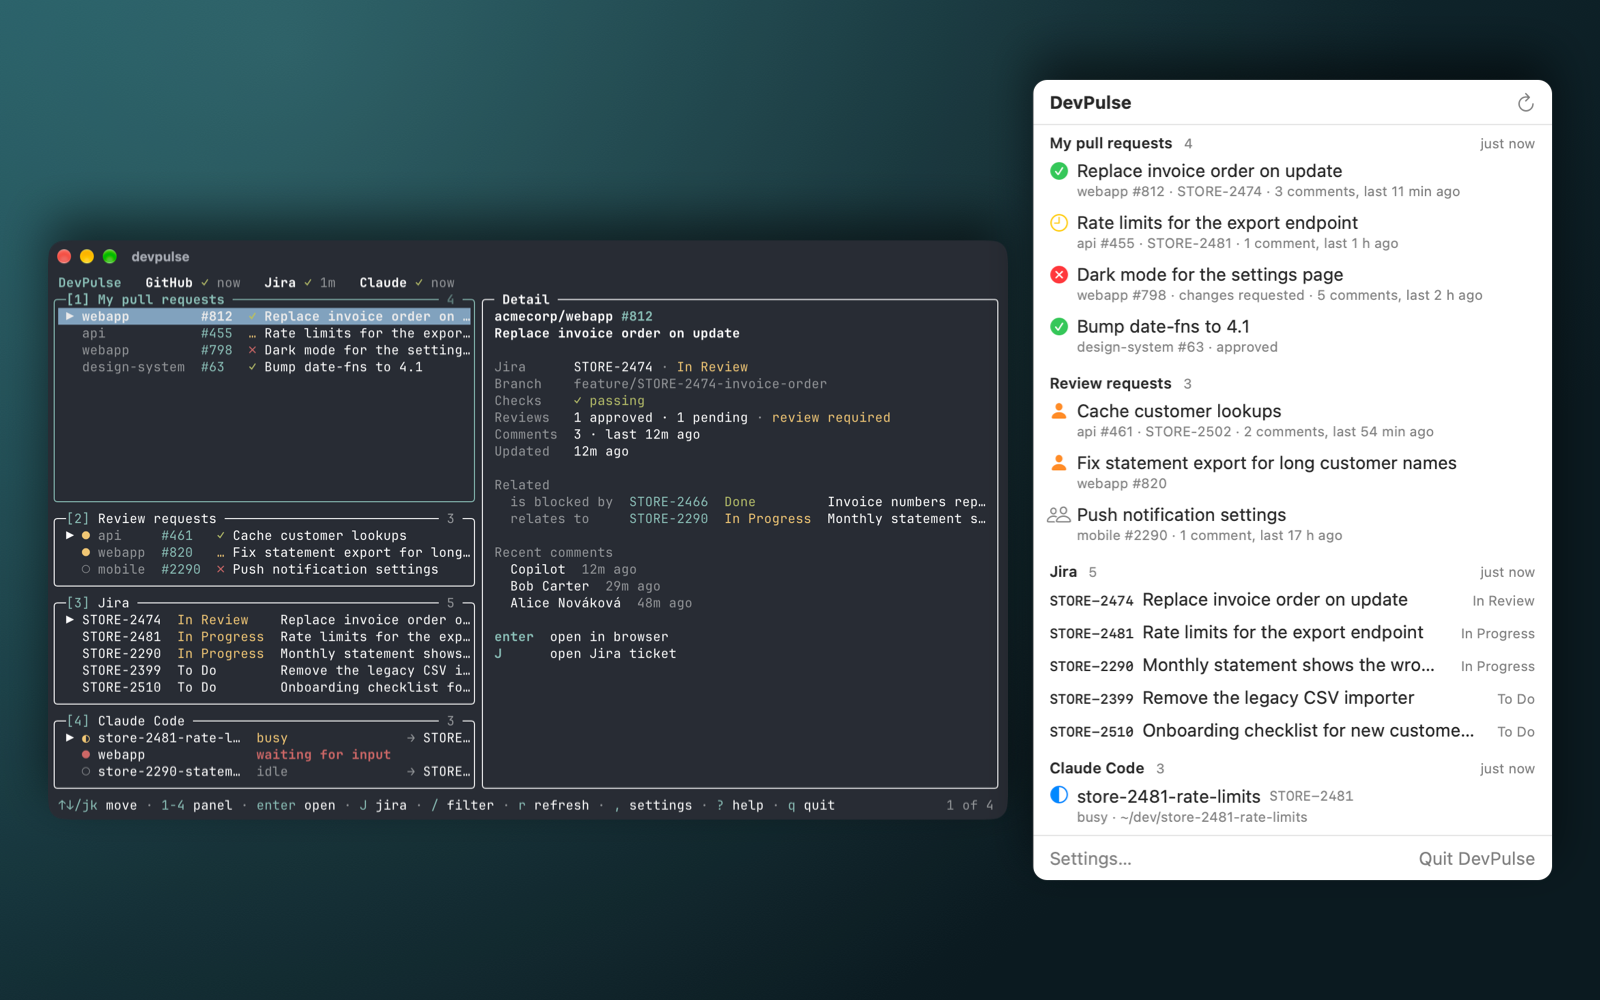 devpulse
DevPulse GitHub ✓ now Jira ✓ 1m Claude ✓ now
[1] My pull requests 4
▶ webapp #812 ✓ Replace invoice order on …
api #455 … Rate limits for the expor…
webapp #798 × Dark mode for the setting…
design-system #63 ✓ Bump date-fns to 4.1
[2] Review requests 3
▶ ● api #461 ✓ Cache customer lookups
● webapp #820 … Fix statement export for long…
○ mobile #2290 × Push notification settings
[3] Jira 5
▶ STORE-2474 In Review Replace invoice order o…
STORE-2481 In Progress Rate limits for the exp…
STORE-2290 In Progress Monthly statement shows…
STORE-2399 To Do Remove the legacy CSV i…
STORE-2510 To Do Onboarding checklist fo…
[4] Claude Code 3
▶ ◐ store-2481-rate-l… busy → STORE…
● webapp waiting for input
○ store-2290-statem… idle → STORE…
Detail
acmecorp/webapp #812
Replace invoice order on update
Jira STORE-2474 · In Review
Branch feature/STORE-2474-invoice-order
Checks ✓ passing
Reviews 1 approved · 1 pending · review required
Comments 3 · last 12m ago
Updated 12m ago
Related
is blocked by STORE-2466 Done Invoice numbers rep…
relates to STORE-2290 In Progress Monthly statement s…
Recent comments
Copilot 12m ago
Bob Carter 29m ago
Alice Nováková 48m ago
enter open in browser
J open Jira ticket
↑↓/jk move · 1-4 panel · enter open · J jira · / filter · r refresh · , settings · ? help · q quit 1 of 4
DevPulse
My pull requests 4 just now
Replace invoice order on update
webapp #812 · STORE-2474 · 3 comments, last 11 min ago
Rate limits for the export endpoint
api #455 · STORE-2481 · 1 comment, last 1 h ago
Dark mode for the settings page
webapp #798 · changes requested · 5 comments, last 2 h ago
Bump date-fns to 4.1
design-system #63 · approved
Review requests 3
Cache customer lookups
api #461 · STORE-2502 · 2 comments, last 54 min ago
Fix statement export for long customer names
webapp #820
Push notification settings
mobile #2290 · 1 comment, last 17 h ago
Jira 5 just now
STORE-2474 Replace invoice order on update In Review
STORE-2481 Rate limits for the export endpoint In Progress
STORE-2290 Monthly statement shows the wro... In Progress
STORE-2399 Remove the legacy CSV importer To Do
STORE-2510 Onboarding checklist for new custome... To Do
Claude Code 3 just now
store-2481-rate-limits STORE-2481
busy · ~/dev/store-2481-rate-limits
Settings... Quit DevPulse